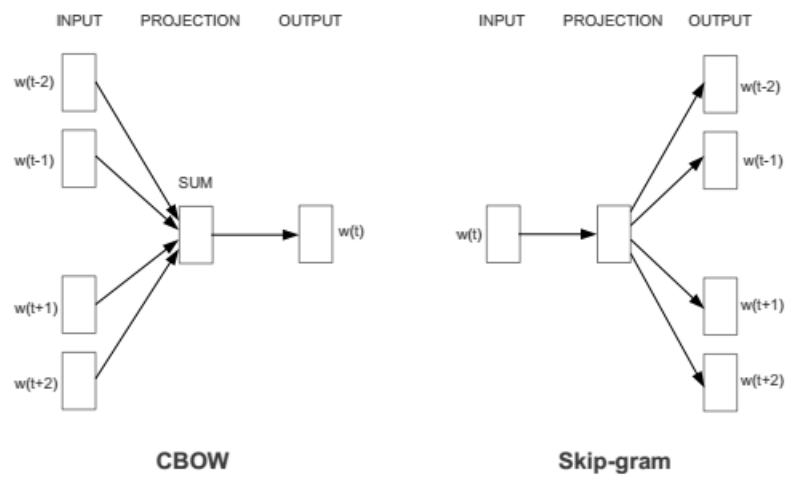 INPUT PROJECTION OUTPUT
w(t-2)
w(t-1)
SUM
w(t)
w(t+1)
w(t+2)
CBOW
INPUT PROJECTION OUTPUT
w(t-2)
w(t-1)
w(t)
w(t+1)
w(t+2)
Skip-gram